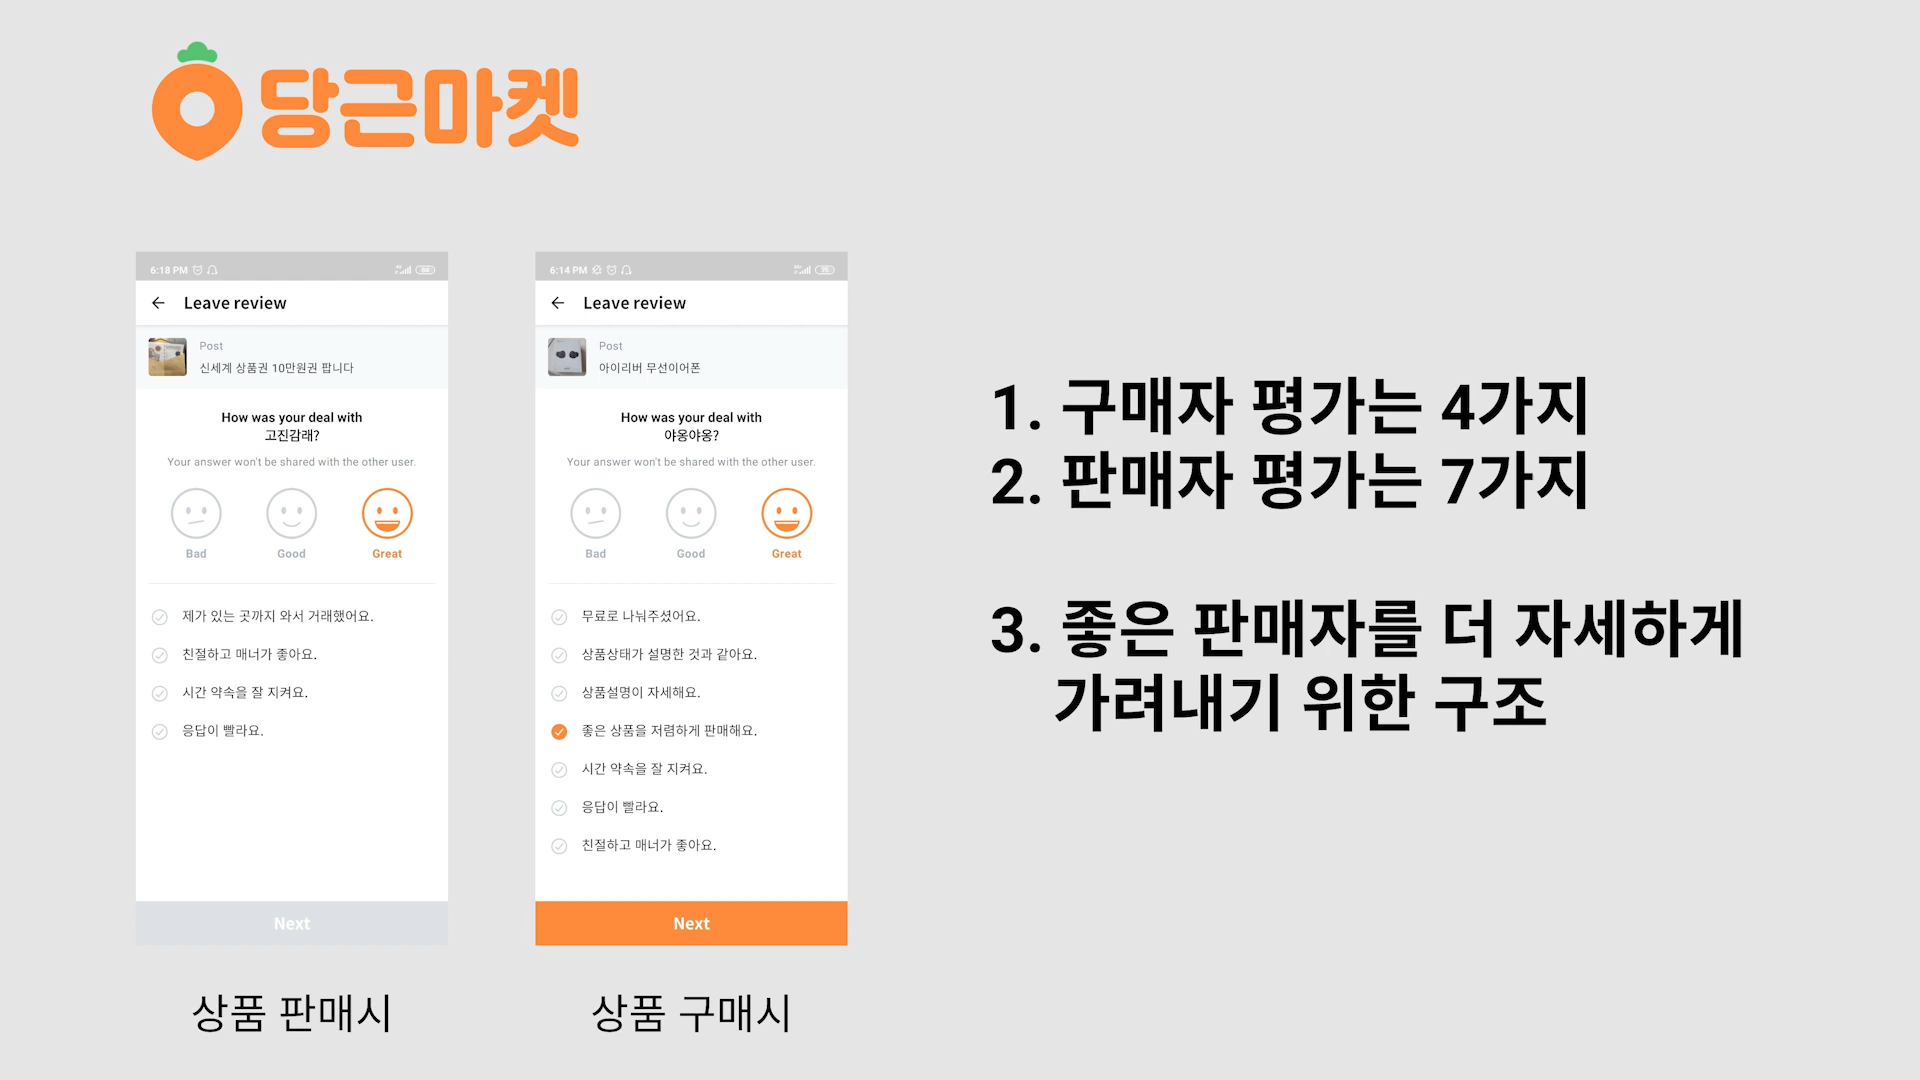 당근마켓
6:18 PM
Leave review
Post
신세계 상품권 10만원권 팝니다
How was your deal with
고진감래?
Your answer won't be shared with the other user.
Bad
Good
Great
제가 있는 곳까지 와서 거래했어요.
친절하고 매너가 좋아요.
시간 약속을 잘 지켜요.
응답이 빨라요.
Next
상품 판매시
6:14 PM
Leave review
Post
아이리버 무선이어폰
How was your deal with
야옹야옹?
Your answer won't be shared with the other user.
Bad
Good
Great
무료로 나눠주셨어요.
상품상태가 설명한 것과 같아요.
상품설명이 자세해요.
좋은 상품을 저렴하게 판매해요.
시간 약속을 잘 지켜요.
응답이 빨라요.
친절하고 매너가 좋아요.
Next
상품 구매시
1. 구매자 평가는 4가지
2. 판매자 평가는 7가지
3. 좋은 판매자를 더 자세하게
가려내기 위한 구조